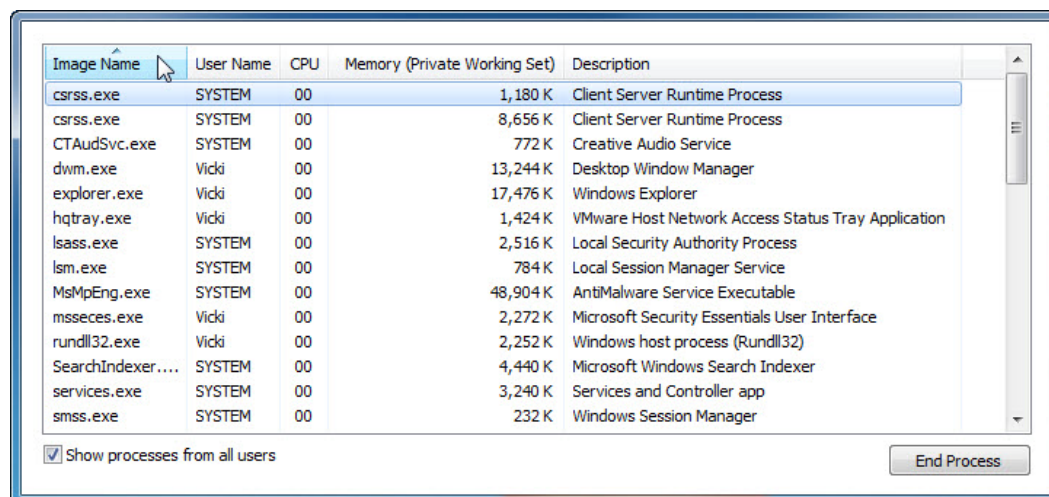 Image Name User Name CPU Memory (Private Working Set) Description
csrss.exe SYSTEM 00 1,180 K Client Server Runtime Process
csrss.exe SYSTEM 00 8,656 K Client Server Runtime Process
CTAudSvc.exe SYSTEM 00 772 K Creative Audio Service
dwm.exe Vicki 00 13,244 K Desktop Window Manager
explorer.exe Vicki 00 17,476 K Windows Explorer
hqtray.exe Vicki 00 1,424 K VMware Host Network Access Status Tray Application
lsass.exe SYSTEM 00 2,516 K Local Security Authority Process
lsm.exe SYSTEM 00 784 K Local Session Manager Service
MsMpEng.exe SYSTEM 00 48,904 K AntiMalware Service Executable
msseces.exe Vicki 00 2,272 K Microsoft Security Essentials User Interface
rundll32.exe Vicki 00 2,252 K Windows host process (Rundll32)
SearchIndexer.... SYSTEM 00 4,440 K Microsoft Windows Search Indexer
services.exe SYSTEM 00 3,240 K Services and Controller app
smss.exe SYSTEM 00 232 K Windows Session Manager
Show processes from all users
End Process